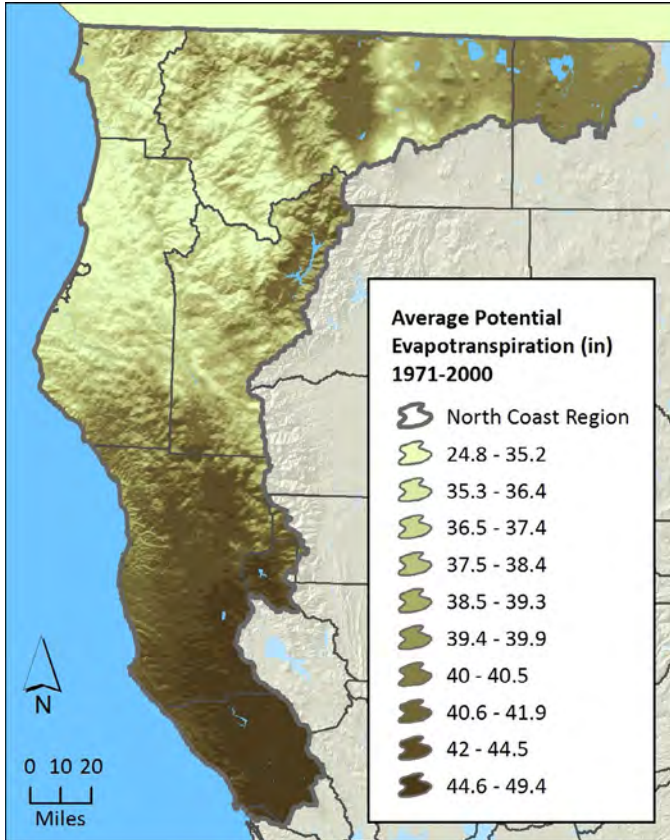 Average Potential
Evapotranspiration (in)
1971-2000
North Coast Region
24.8 - 35.2
35.3 - 36.4
36.5 - 37.4
37.5 - 38.4
38.5 - 39.3
39.4 - 39.9
40 - 40.5
40.6 - 41.9
42 - 44.5
44.6 - 49.4
N
0 10 20
Miles